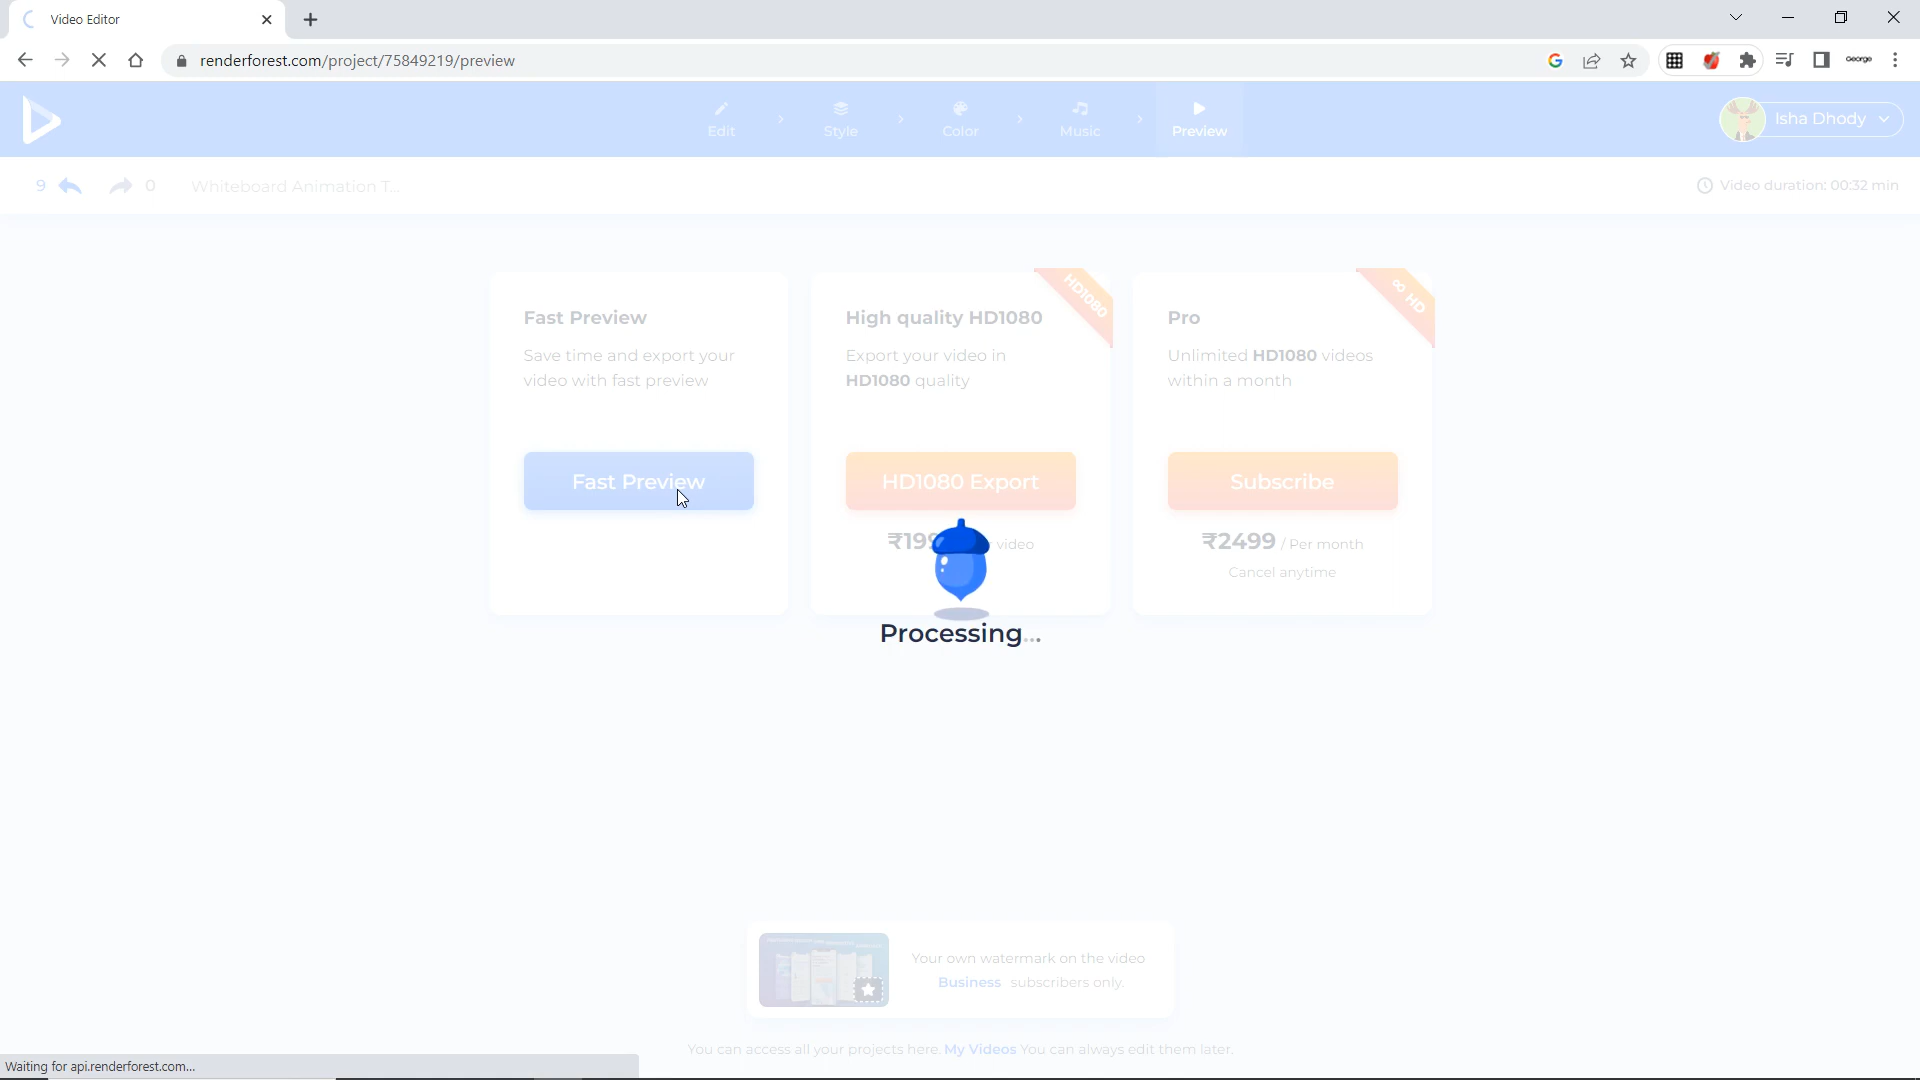 Video Editor
renderforest.com/project/75849219/preview
George
Edit
Style
Color
Music
Preview
Isha Dhody
9
0
Whiteboard Animation T...
Video duration: 00:32 min
Fast Preview
Save time and export your
video with fast preview
Fast Preview
HD1080
High quality HD1080
Export your video in
HD1080 quality
HD1080 Export
video
∞ HD
Pro
Unlimited HD1080 videos
within a month
Subscribe
₹2499 / Per month
Cancel anytime
Processing...
Your own watermark on the video
Business subscribers only.
You can access all your projects here. My Videos You can always edit them later.
Waiting for api.renderforest.com...